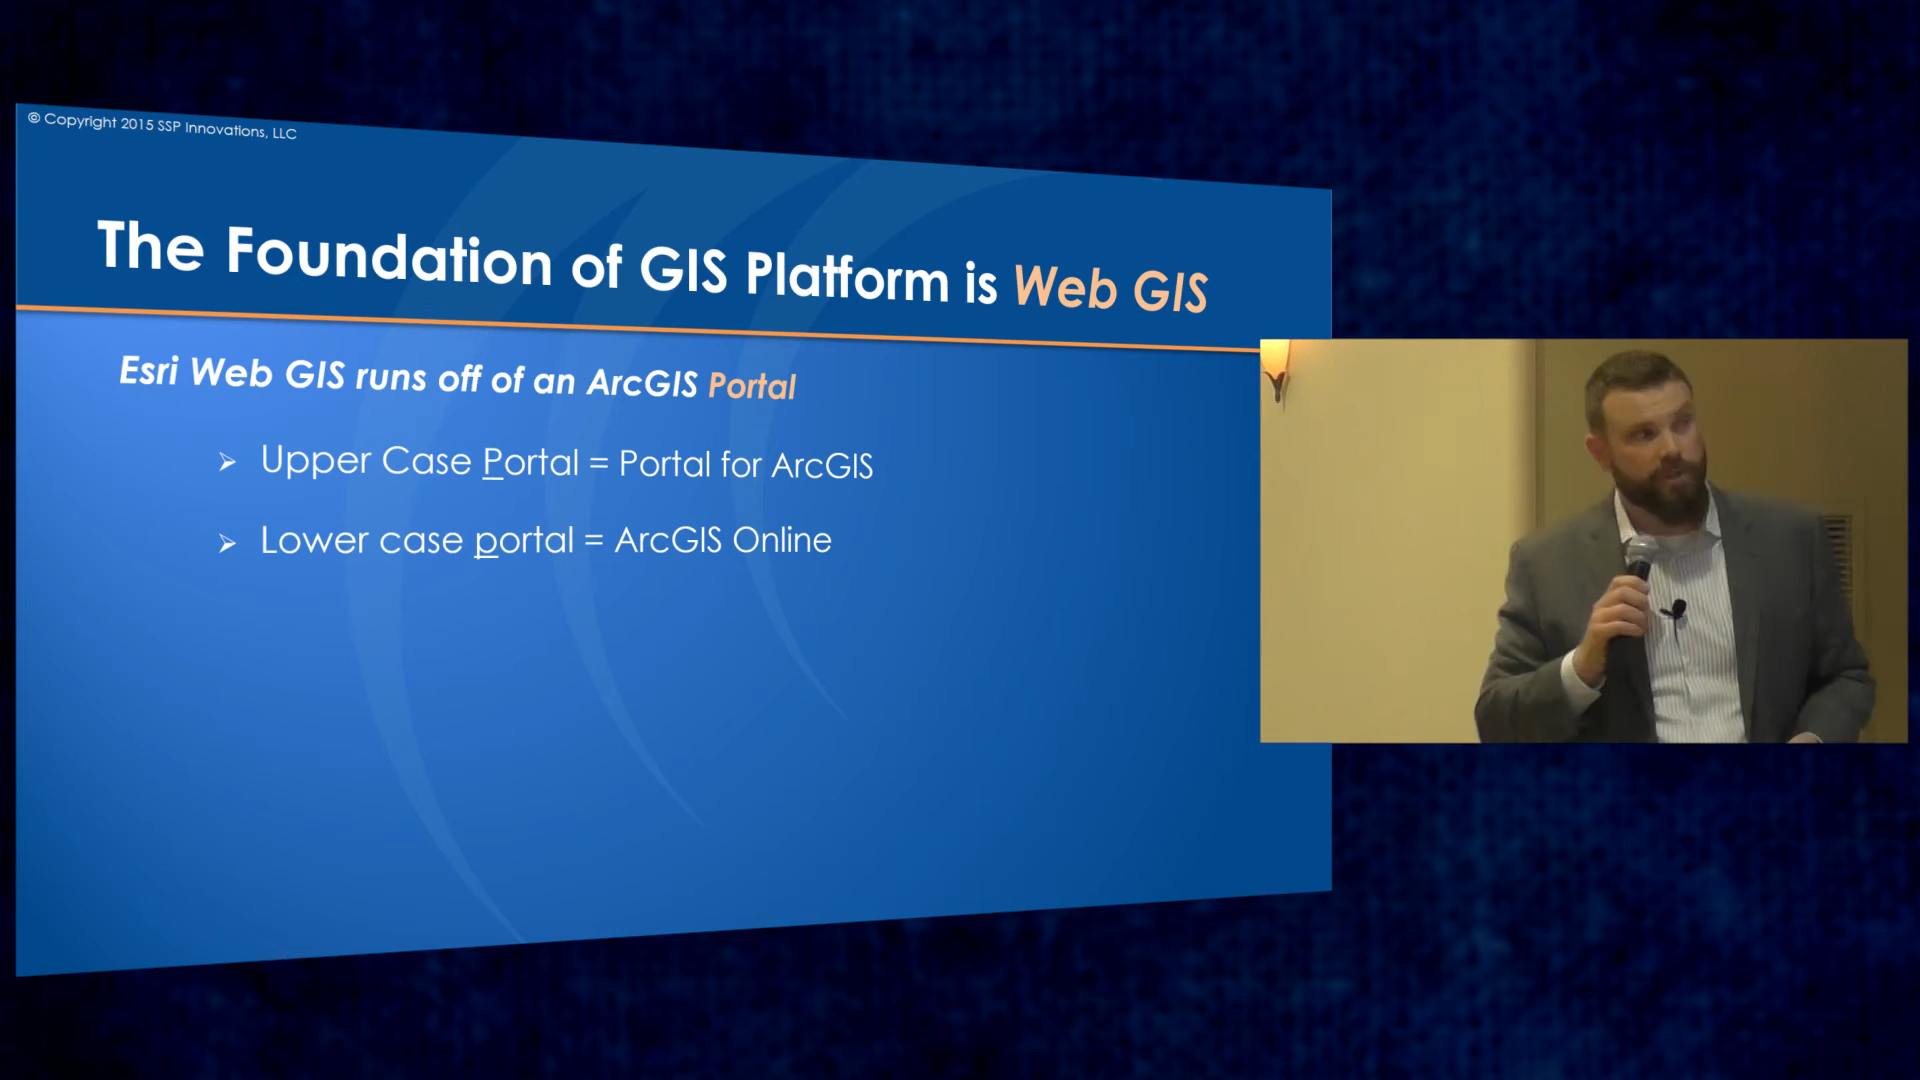 © Copyright 2015 SSP Innovations, LLC
The Foundation of GIS Platform is Web GIS
Esri Web GIS runs off of an ArcGIS Portal
Upper Case Portal = Portal for ArcGIS
Lower case portal = ArcGIS Online